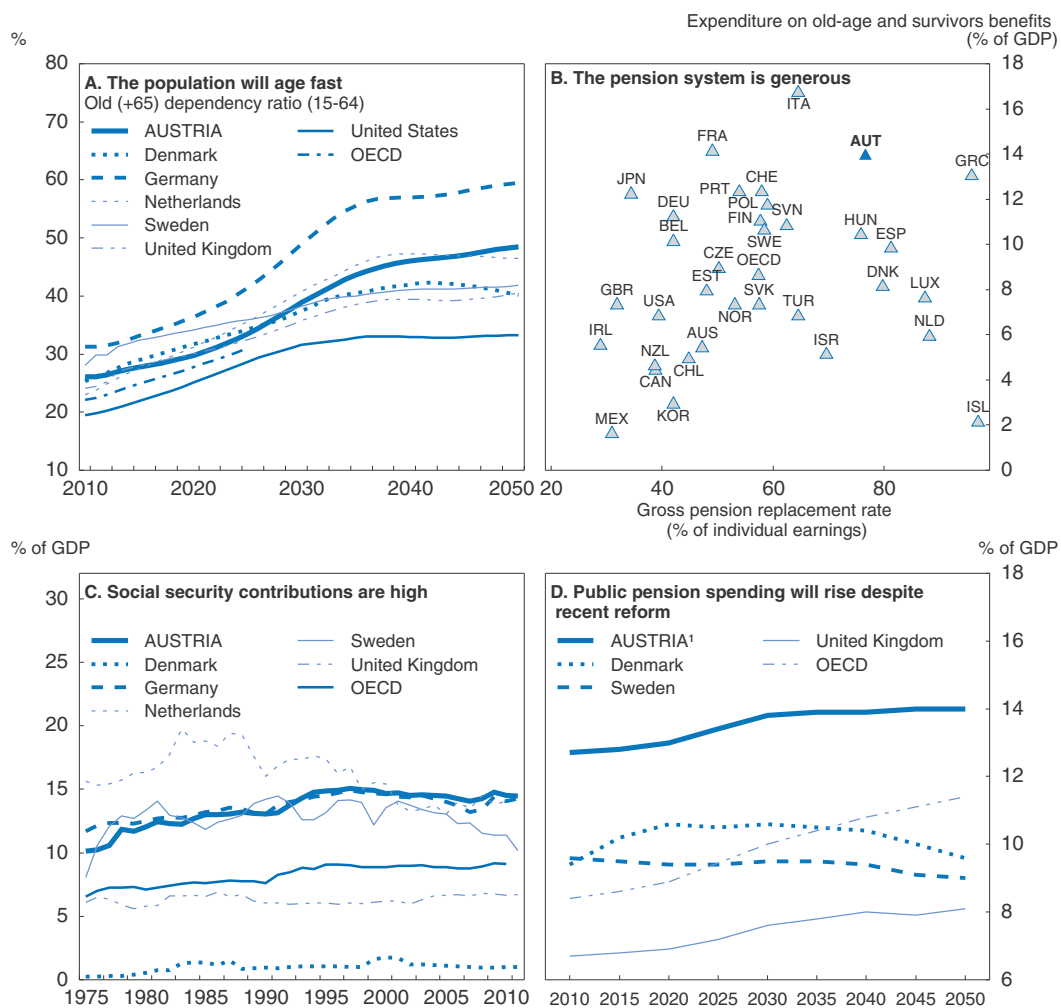 Expenditure on old-age and survivors benefits
(% of GDP)
%
A. The population will age fast
Old (+65) dependency ratio (15-64)
AUSTRIA
Denmark
Germany
Netherlands
Sweden
United Kingdom
United States
OECD
80
70
60
50
40
30
20
10
2010
2020
2030
2040
2050
B. The pension system is generous
ITA
FRA
AUT
GRC
JPN
PRT
CHE
DEU
POL
BEL
FIN
SVN
SWE
HUN
ESP
CZE
OECD
EST
SVK
DNK
LUX
GBR
USA
NOR
TUR
NLD
IRL
AUS
ISR
NZL
CAN
CHL
KOR
MEX
ISL
18
16
14
12
10
8
6
4
2
0
20
40
60
80
Gross pension replacement rate
(% of individual earnings)
% of GDP
C. Social security contributions are high
AUSTRIA
Denmark
Germany
Netherlands
Sweden
United Kingdom
OECD
30
25
20
15
10
5
0
1975
1980
1985
1990
1995
2000
2005
2010
% of GDP
D. Public pension spending will rise despite
recent reform
AUSTRIA¹
Denmark
Sweden
United Kingdom
OECD
18
16
14
12
10
8
6
2010
2015
2020
2025
2030
2035
2040
2045
2050